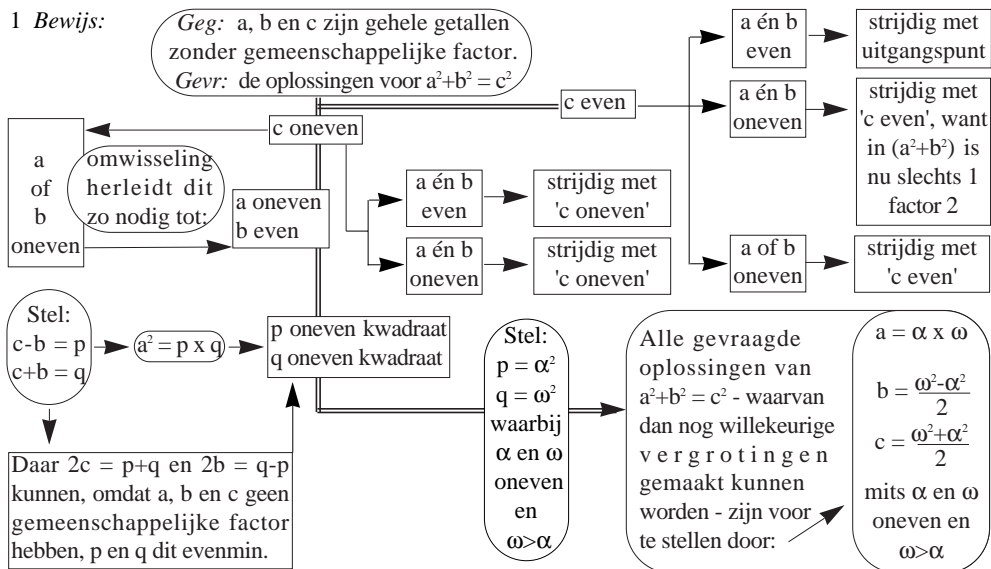 1 Bewijs:
Geg: a, b en c zijn gehele getallen
zonder gemeenschappelijke factor.
Gevr: de oplossingen voor a²+b² = c²
c even
a én b
even
strijdig met
uitgangspunt
a én b
oneven
strijdig met
'c even', want
in (a²+b²) is
nu slechts 1
factor 2
a of b
oneven
strijdig met
'c even'
c oneven
a
of
b
oneven
omwisseling
herleidt dit
zo nodig tot:
a oneven
b even
a én b
even
strijdig met
'c oneven'
a én b
oneven
strijdig met
'c oneven'
Stel:
c-b = p
c+b = q
a² = p x q
p oneven kwadraat
q oneven kwadraat
Daar 2c = p+q en 2b = q-p
kunnen, omdat a, b en c geen
gemeenschappelijke factor
hebben, p en q dit evenmin.
Stel:
p = α²
q = ω²
waarbij
α en ω
oneven
en
ω>α
Alle gevraagde
oplossingen van
a²+b² = c² - waarvan
dan nog willekeurige
vergrotingen
gemaakt kunnen
worden - zijn voor
te stellen door:
a = α x ω
b = ω²-α²
2
c = ω²+α²
2
mits α en ω
oneven en
ω>α